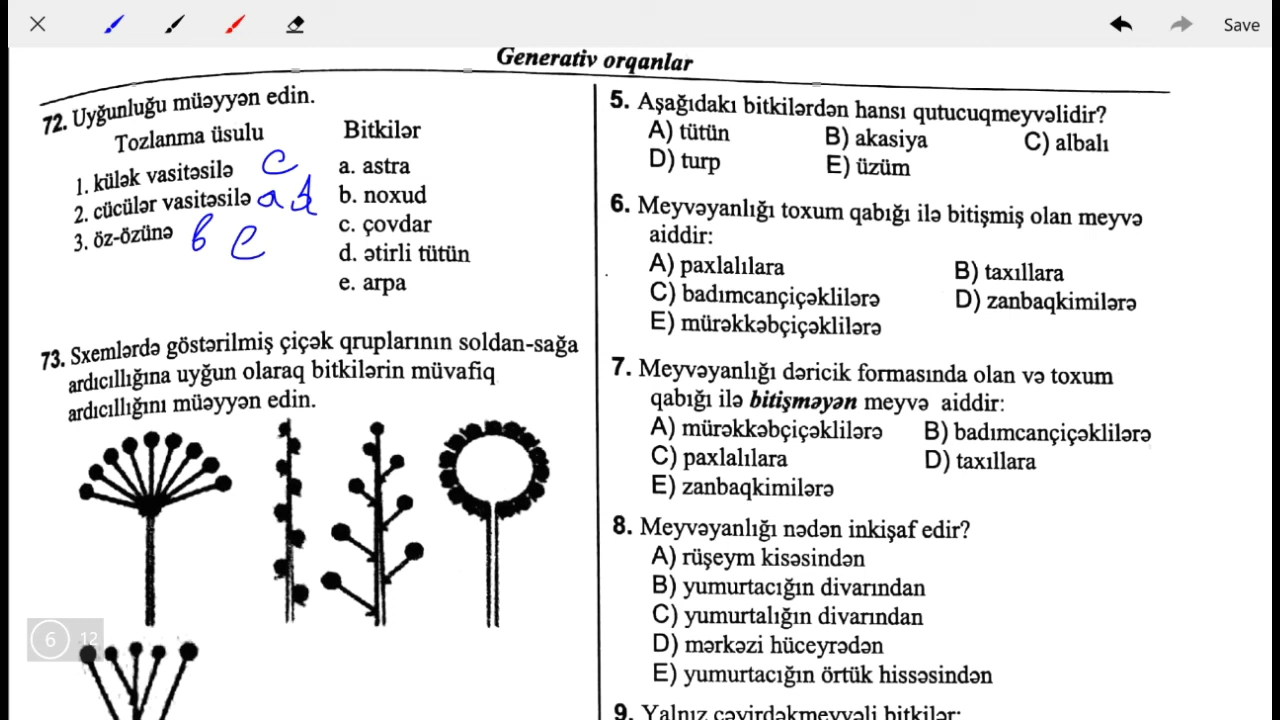 Save
Generativ orqanlar
72. Uyğunluğu müəyyən edin.
Tozlanma üsulu
Bitkilər
1. külək vasitəsilə c
2. cücülər vasitəsilə a d
3. öz-özünə b e
a. astra
b. noxud
c. çovdar
d. ətirli tütün
e. arpa
73. Sxemlərdə göstərilmiş çiçək qruplarının soldan-sağa
ardıcıllığına uyğun olaraq bitkilərin müvafiq
ardıcıllığını müəyyən edin.
6 12
5. Aşağıdakı bitkilərdən hansı qutucuqmeyvəlidir?
A) tütün B) akasiya C) albalı
D) turp E) üzüm
6. Meyvəyanlığı toxum qabığı ilə bitişmiş olan meyvə
aiddir:
A) paxlalılara B) taxıllara
C) badımcançiçəklilərə D) zanbaqkimilərə
E) mürəkkəbçiçəklilərə
7. Meyvəyanlığı dəricik formasında olan və toxum
qabığı ilə bitişməyən meyvə aiddir:
A) mürəkkəbçiçəklilərə B) badımcançiçəklilərə
C) paxlalılara D) taxıllara
E) zanbaqkimilərə
8. Meyvəyanlığı nədən inkişaf edir?
A) rüşeym kisəsindən
B) yumurtacığın divarından
C) yumurtalığın divarından
D) mərkəzi hüceyrədən
E) yumurtacığın örtük hissəsindən
9. Yalnız çəyirdəkmeyvəli bitkilər: